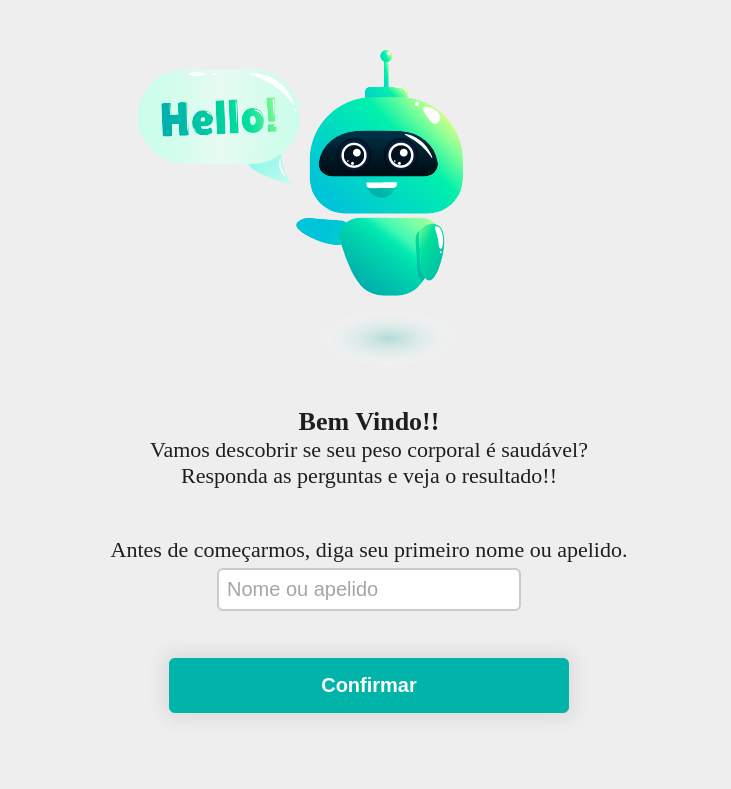 Hello!
Bem Vindo!!
Vamos descobrir se seu peso corporal é saudável?
Responda as perguntas e veja o resultado!!
Antes de começarmos, diga seu primeiro nome ou apelido.
Nome ou apelido
Confirmar